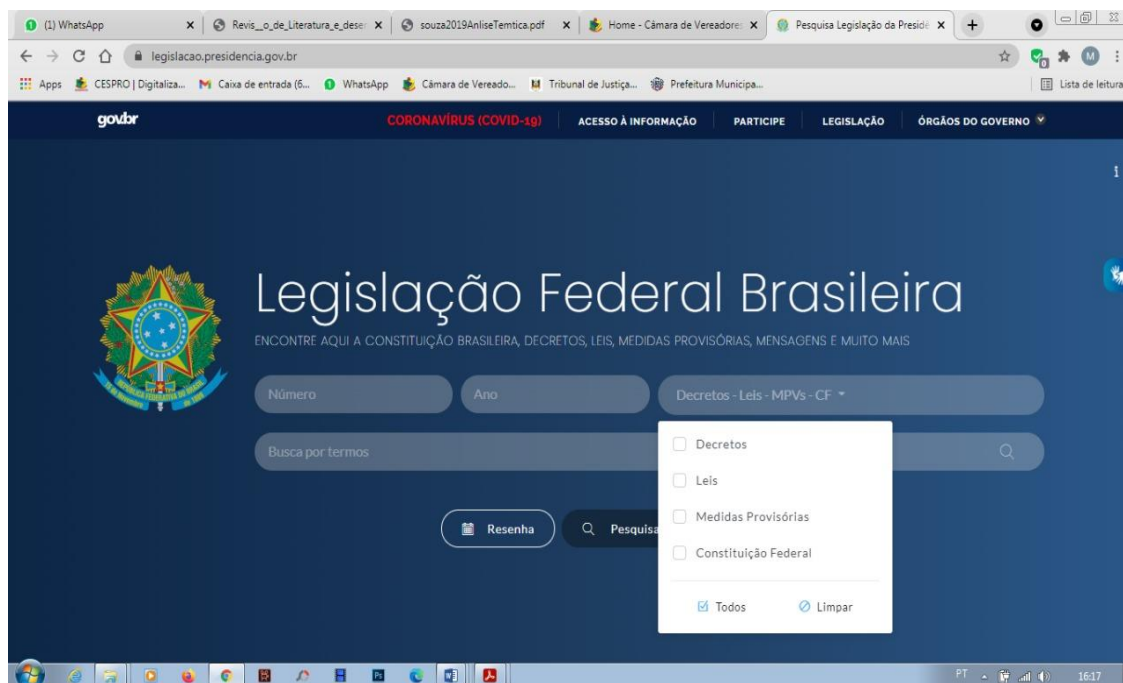 (1) WhatsApp
Revis__o_de_Literatura_e_dese
souza2019AnliseTemtica.pdf
Home - Câmara de Vereadore
Pesquisa Legislação da Preside
legislacao.presidencia.gov.br
M
Apps
CESPRO | Digitaliza...
Caixa de entrada (6...
WhatsApp
Câmara de Vereado...
Tribunal de Justiça...
Prefeitura Municipa...
Lista de leitura
gov.br
CORONAVÍRUS (COVID-19)
ACESSO À INFORMAÇÃO
PARTICIPE
LEGISLAÇÃO
ÓRGÃOS DO GOVERNO
Legislação Federal Brasileira
ENCONTRE AQUI A CONSTITUIÇÃO BRASILEIRA, DECRETOS, LEIS, MEDIDAS PROVISÓRIAS, MENSAGENS E MUITO MAIS
Número
Ano
Decretos - Leis - MPVs - CF
Busca por termos
Decretos
Leis
Medidas Provisórias
Constituição Federal
Todos
Limpar
Resenha
Pesquisa
PT
16:17